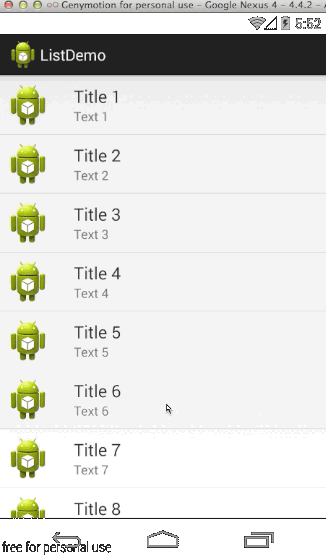 Genymotion for personal use - Google Nexus 4 - 4.4.2 -
5:52
ListDemo
Title 1
Text 1
Title 2
Text 2
Title 3
Text 3
Title 4
Text 4
Title 5
Text 5
Title 6
Text 6
Title 7
Text 7
Title 8
free for personal use